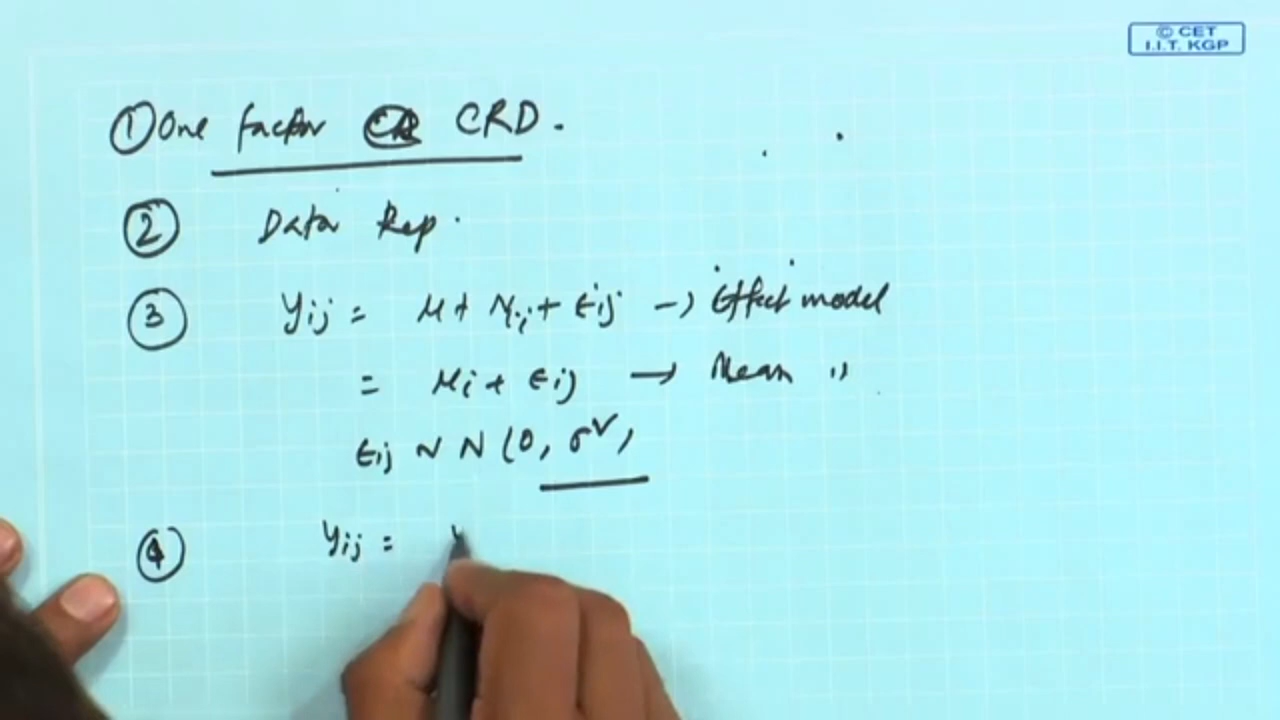 © CET
I.I.T. KGP
① One factor CRD.
② Data Rep.
③ yij = μ + τi + εij → Effect model
= μi + εij → Mean "
εij ~ N(0, σ²)
④ yij = y